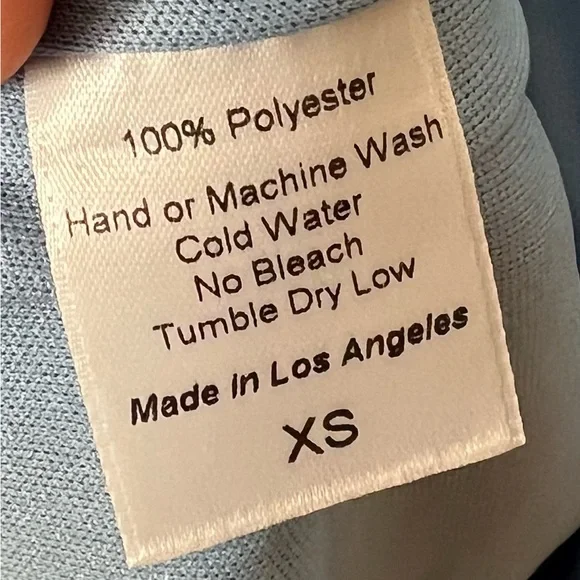 100% Polyester
Hand or Machine Wash
Cold Water
No Bleach
Tumble Dry Low
Made in Los Angeles
XS